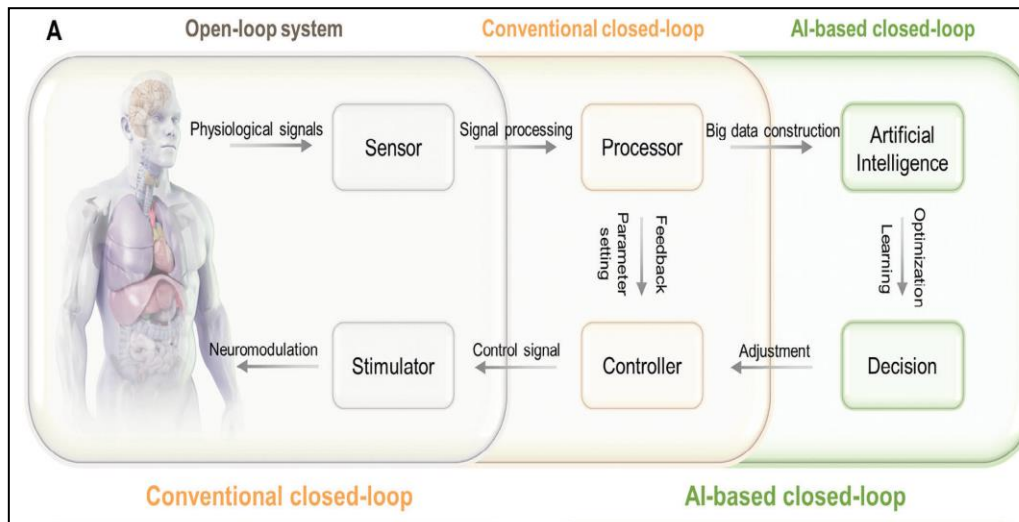 A
Open-loop system
Conventional closed-loop
AI-based closed-loop
Physiological signals
Sensor
Signal processing
Processor
Big data construction
Artificial
Intelligence
Feedback
Parameter
setting
Optimization
Learning
Neuromodulation
Stimulator
Control signal
Controller
Adjustment
Decision
Conventional closed-loop
AI-based closed-loop